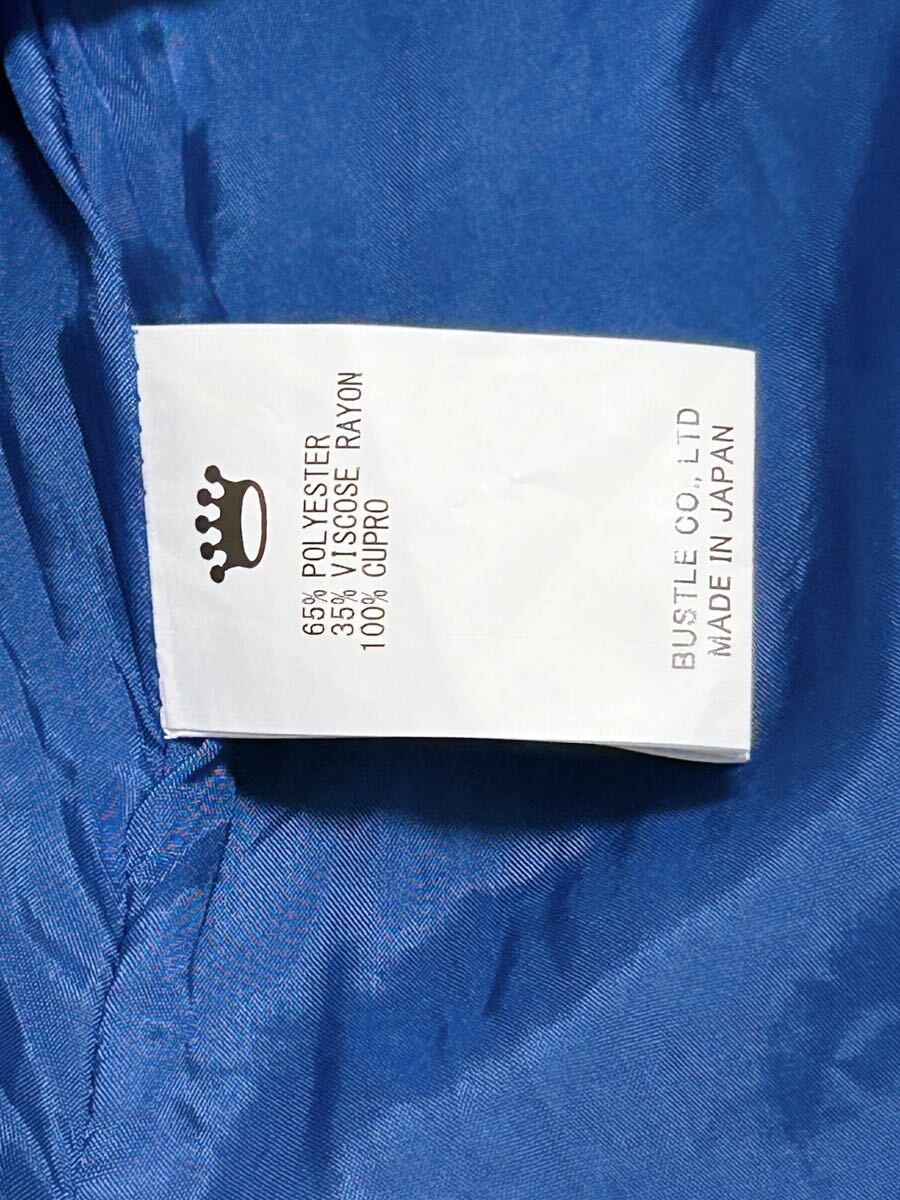 65% POLYESTER
35% VISCOSE RAYON
100% CUPRO
BUSTLE CO., LTD
MADE IN JAPAN